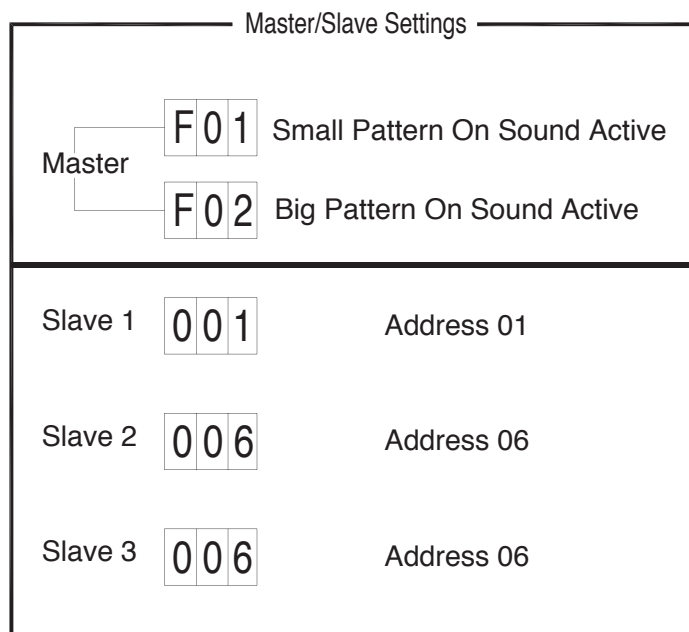 Master/Slave Settings
F01 Small Pattern On Sound Active
Master
F02 Big Pattern On Sound Active
Slave 1 001 Address 01
Slave 2 006 Address 06
Slave 3 006 Address 06